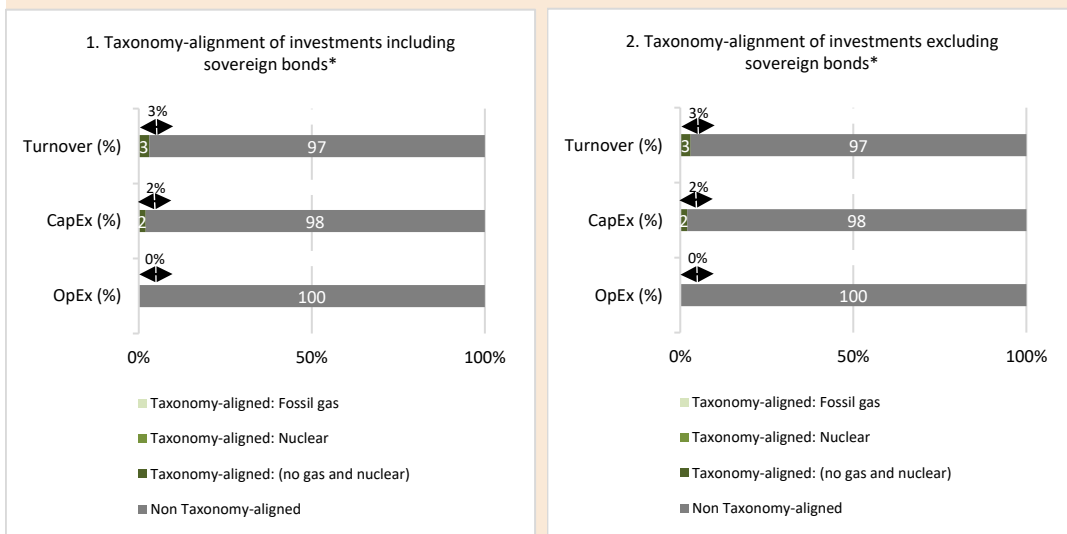 1. Taxonomy-alignment of investments including
sovereign bonds*
3%
Turnover (%)
3
97
2%
CapEx (%)
2
98
0%
OpEx (%)
100
0%
50%
100%
Taxonomy-aligned: Fossil gas
Taxonomy-aligned: Nuclear
Taxonomy-aligned: (no gas and nuclear)
Non Taxonomy-aligned
2. Taxonomy-alignment of investments excluding
sovereign bonds*
3%
Turnover (%)
3
97
2%
CapEx (%)
2
98
0%
OpEx (%)
100
0%
50%
100%
Taxonomy-aligned: Fossil gas
Taxonomy-aligned: Nuclear
Taxonomy-aligned: (no gas and nuclear)
Non Taxonomy-aligned